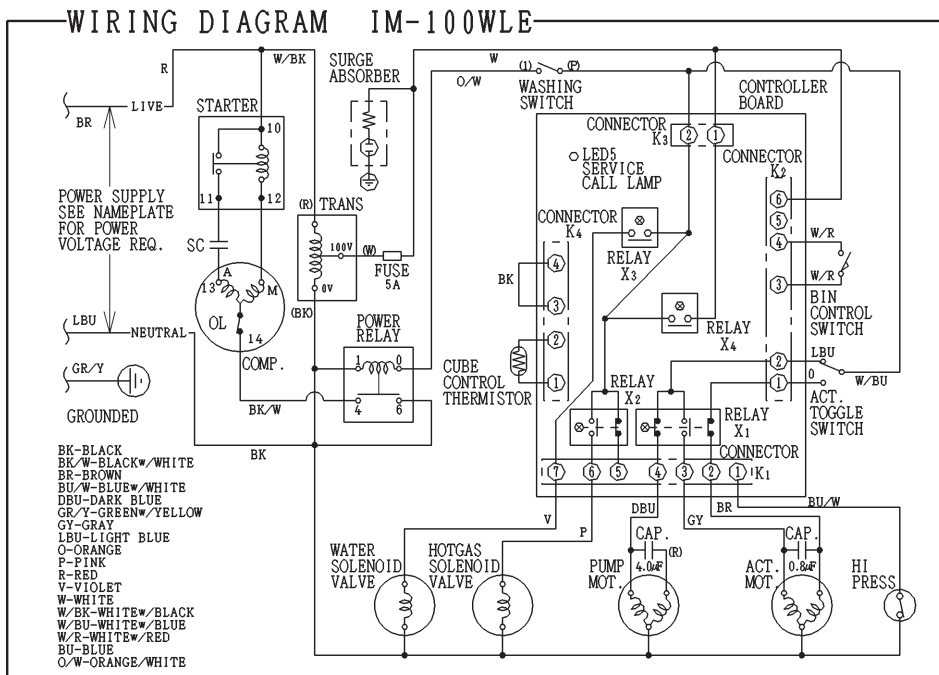 WIRING DIAGRAM IM-100WLE
R
W/BK
SURGE
ABSORBER
W
O/W
(1) (P)
WASHING
SWITCH
CONTROLLER
BOARD
LIVE
BR
STARTER
10
11
12
CONNECTOR
K3
2 1
LED5
SERVICE
CALL LAMP
CONNECTOR
K2
6
5
4
3
2
1
POWER SUPPLY
SEE NAMEPLATE
FOR POWER
VOLTAGE REQ.
SC
(R)
TRANS
100V
(W)
FUSE
5A
0V
(BK)
CONNECTOR
K4
4
3
2
1
BK
RELAY
X3
RELAY
X4
W/R
W/R
BIN
CONTROL
SWITCH
A
13
M
OL
14
COMP.
LBU
NEUTRAL
POWER
RELAY
1 0
4 6
CUBE
CONTROL
THERMISTOR
RELAY
X2
RELAY
X1
LBU
O
W/BU
ACT.
TOGGLE
SWITCH
GR/Y
GROUNDED
BK/W
BK
CONNECTOR
K1
7 6 5 4 3 2 1
BK-BLACK
BK/W-BLACKw/WHITE
BR-BROWN
BU/W-BLUEw/WHITE
DBU-DARK BLUE
GR/Y-GREENw/YELLOW
GY-GRAY
LBU-LIGHT BLUE
O-ORANGE
P-PINK
R-RED
V-VIOLET
W-WHITE
W/BK-WHITEw/BLACK
W/BU-WHITEw/BLUE
W/R-WHITEw/RED
BU-BLUE
O/W-ORANGE/WHITE
V
P
DBU
GY
BR
BU/W
WATER
SOLENOID
VALVE
HOTGAS
SOLENOID
VALVE
PUMP
MOT.
CAP.
(R)
4.0uF
ACT.
MOT.
CAP.
0.8uF
HI
PRESS